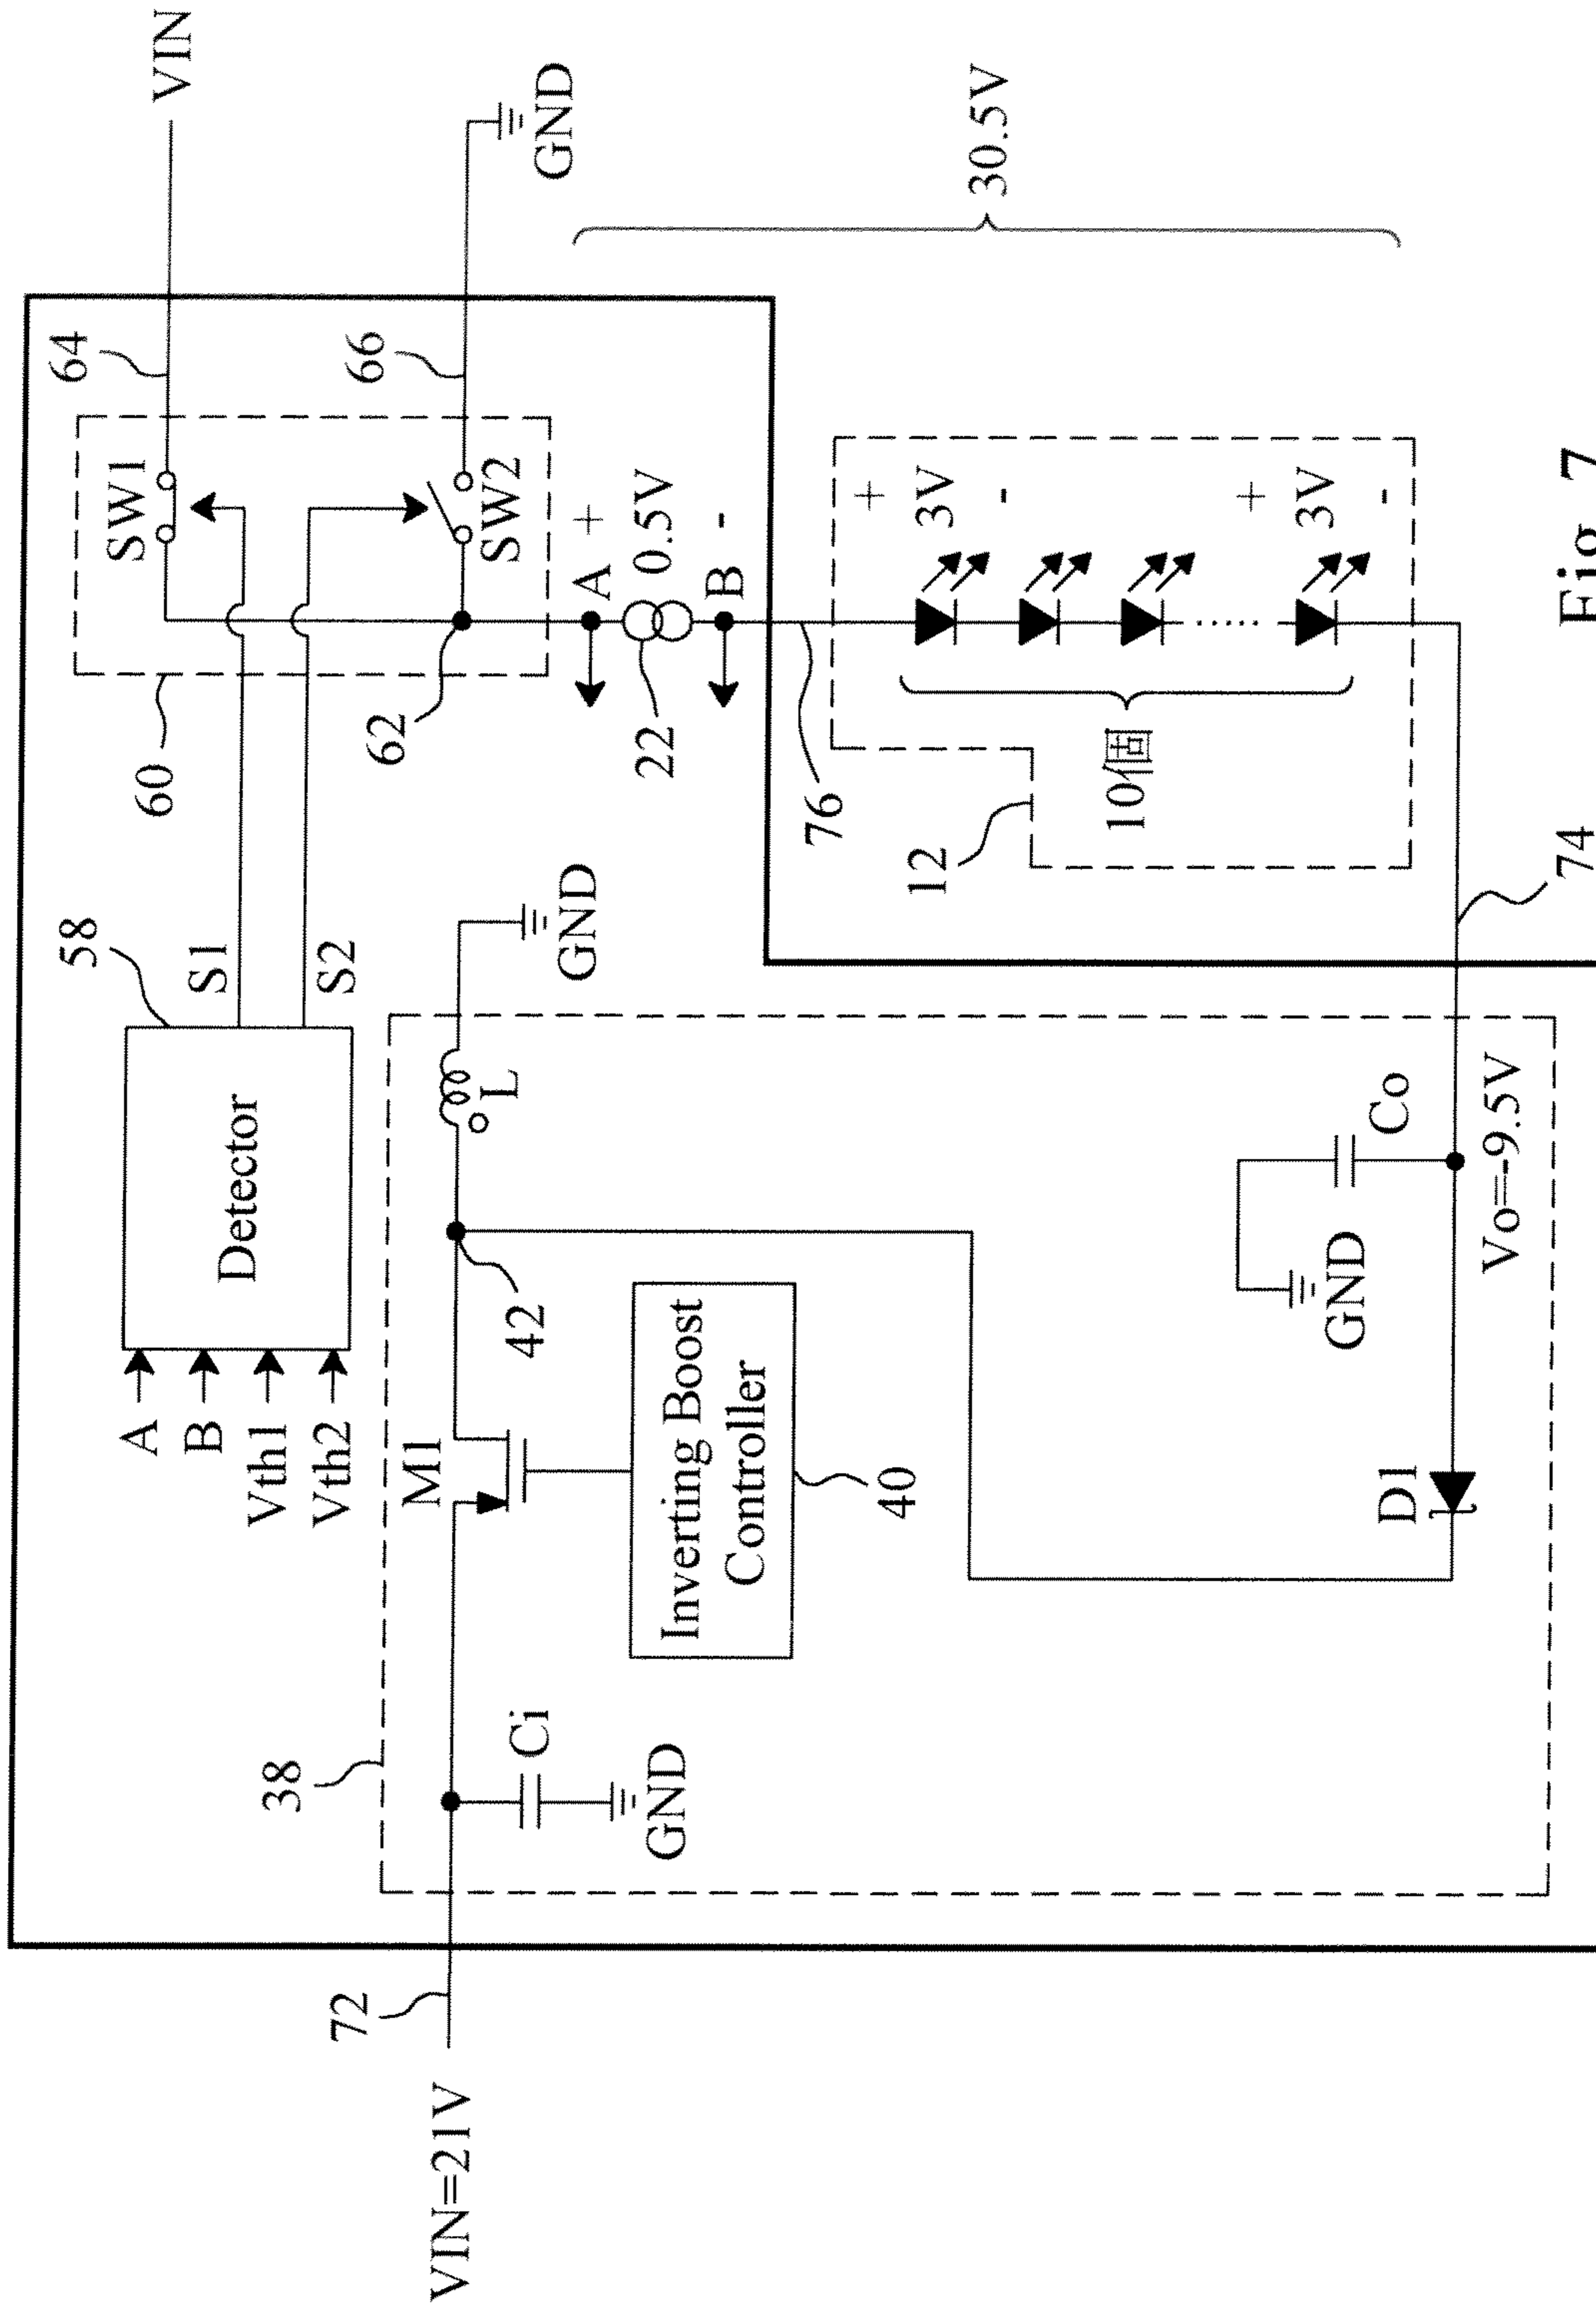 VIN=21V
72
38
Ci
GND
A
B
Vth1
Vth2
Detector
58
S1
S2
M1
42
L
GND
Inverting Boost
Controller
40
D1
GND
Co
Vo=-9.5V
74
60
SW1
SW2
62
64
VIN
66
GND
A
+
0.5V
B
-
22
76
12
10個
+
3V
-
+
3V
-
30.5V
Fig. 7